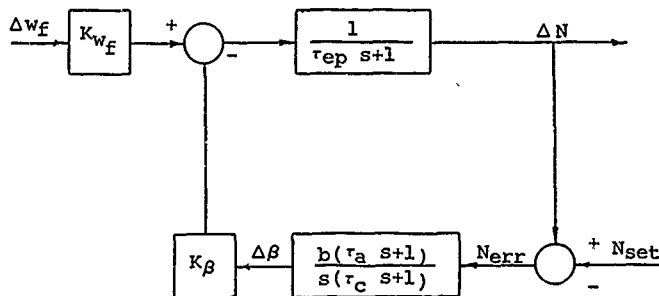 ΔW_f
K_{W_f}
+
-
1
τ_ep s+1
ΔN
K_β
Δβ
b(τ_a s+1)
s(τ_c s+1)
N_err
+
N_set
-